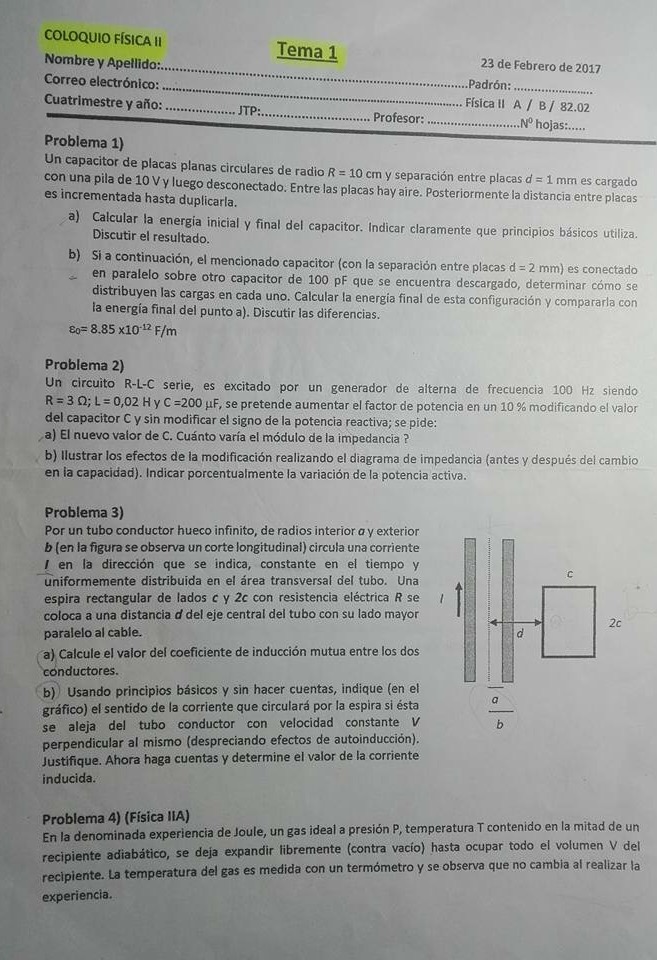 COLOQUIO FÍSICA II
Tema 1
23 de Febrero de 2017
Nombre y Apellido:........................................................................Padrón: ......................
Correo electrónico: ........................................................................ Física II A / B / 82.02
Cuatrimestre y año: .................. JTP:............................ Profesor: ........................Nº hojas:.....
Problema 1)
Un capacitor de placas planas circulares de radio R = 10 cm y separación entre placas d = 1 mm es cargado
con una pila de 10 V y luego desconectado. Entre las placas hay aire. Posteriormente la distancia entre placas
es incrementada hasta duplicarla.
a) Calcular la energía inicial y final del capacitor. Indicar claramente que principios básicos utiliza.
Discutir el resultado.
b) Si a continuación, el mencionado capacitor (con la separación entre placas d = 2 mm) es conectado
en paralelo sobre otro capacitor de 100 pF que se encuentra descargado, determinar cómo se
distribuyen las cargas en cada uno. Calcular la energía final de esta configuración y compararla con
la energía final del punto a). Discutir las diferencias.
ε₀= 8.85 x10⁻¹² F/m
Problema 2)
Un circuito R-L-C serie, es excitado por un generador de alterna de frecuencia 100 Hz siendo
R = 3 Ω; L = 0,02 H y C =200 μF, se pretende aumentar el factor de potencia en un 10 % modificando el valor
del capacitor C y sin modificar el signo de la potencia reactiva; se pide:
a) El nuevo valor de C. Cuánto varía el módulo de la impedancia ?
b) Ilustrar los efectos de la modificación realizando el diagrama de impedancia (antes y después del cambio
en la capacidad). Indicar porcentualmente la variación de la potencia activa.
Problema 3)
Por un tubo conductor hueco infinito, de radios interior a y exterior
b (en la figura se observa un corte longitudinal) circula una corriente
I en la dirección que se indica, constante en el tiempo y
uniformemente distribuida en el área transversal del tubo. Una
espira rectangular de lados c y 2c con resistencia eléctrica R se
coloca a una distancia d del eje central del tubo con su lado mayor
paralelo al cable.
a) Calcule el valor del coeficiente de inducción mutua entre los dos
conductores.
b) Usando principios básicos y sin hacer cuentas, indique (en el
gráfico) el sentido de la corriente que circulará por la espira si ésta
se aleja del tubo conductor con velocidad constante V
perpendicular al mismo (despreciando efectos de autoinducción).
Justifique. Ahora haga cuentas y determine el valor de la corriente
inducida.
I
d
c
2c
a
b
Problema 4) (Física IIA)
En la denominada experiencia de Joule, un gas ideal a presión P, temperatura T contenido en la mitad de un
recipiente adiabático, se deja expandir libremente (contra vacío) hasta ocupar todo el volumen V del
recipiente. La temperatura del gas es medida con un termómetro y se observa que no cambia al realizar la
experiencia.